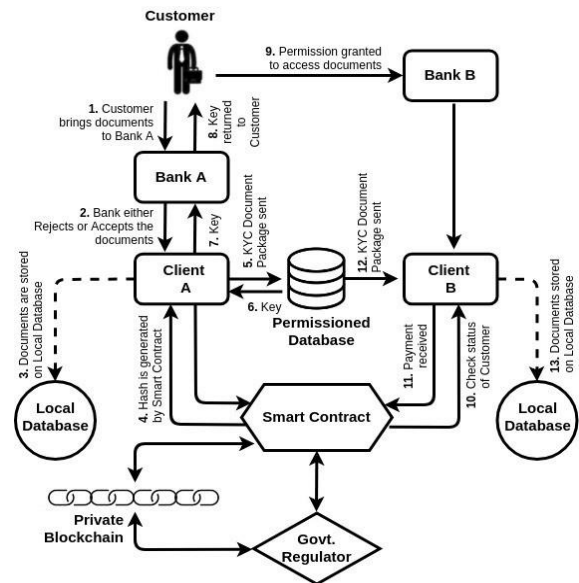 Customer
9. Permission granted
to access documents
Bank B
1. Customer
brings documents
to Bank A
8. Key
returned
to
Customer
Bank A
2. Bank either
Rejects or Accepts the
documents
7. Key
5. KYC Document
Package sent
12. KYC Document
Package sent
Client
A
Client
B
6. Key
Permissioned
Database
3. Documents are stored
on Local Database
4. Hash is generated
by Smart Contract
11. Payment
received
10. Check status
of Customer
13. Documents stored
on Local Database
Local
Database
Smart Contract
Local
Database
Private
Blockchain
Govt.
Regulator